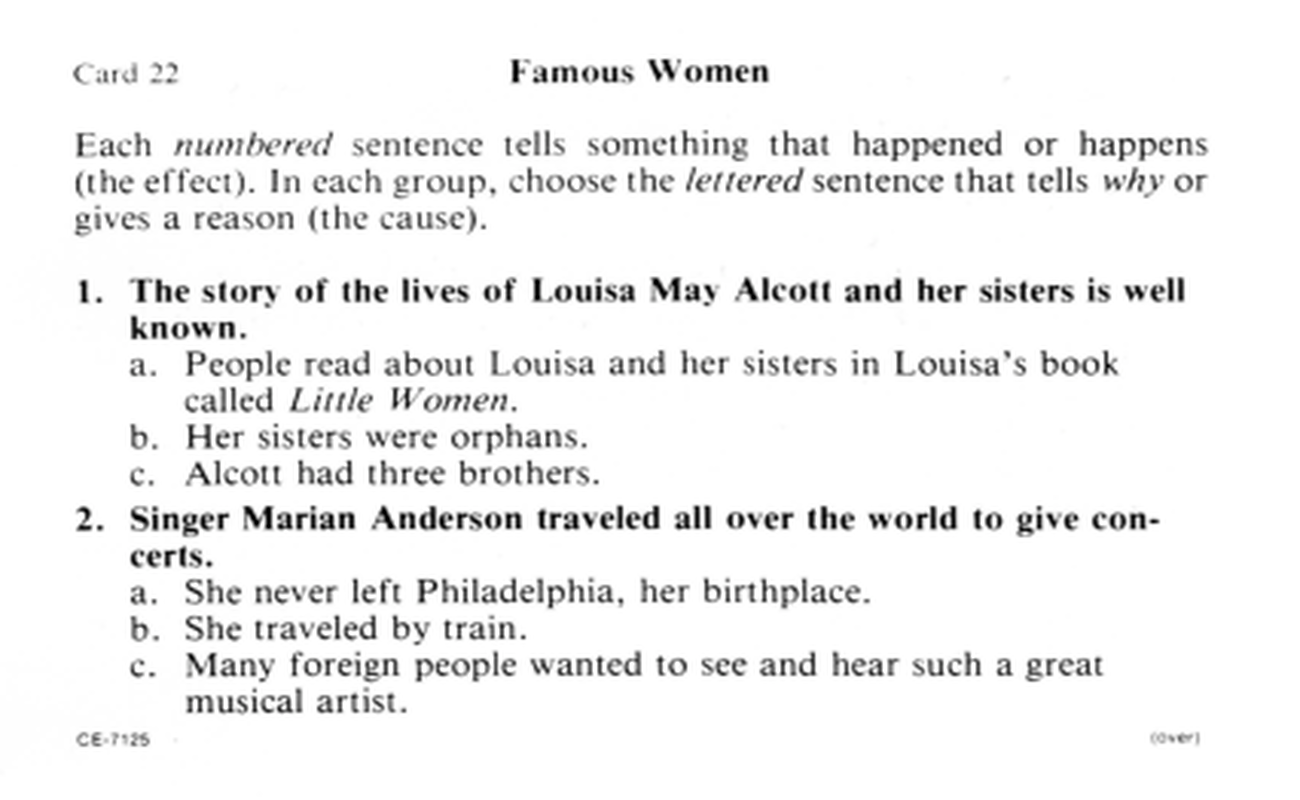 Card 22
Famous Women
Each numbered sentence tells something that happened or happens
(the effect). In each group, choose the lettered sentence that tells why or
gives a reason (the cause).
1. The story of the lives of Louisa May Alcott and her sisters is well
known.
a. People read about Louisa and her sisters in Louisa's book
called Little Women.
b. Her sisters were orphans.
c. Alcott had three brothers.
2. Singer Marian Anderson traveled all over the world to give con-
certs.
a. She never left Philadelphia, her birthplace.
b. She traveled by train.
c. Many foreign people wanted to see and hear such a great
musical artist.
CE-7125
(over)